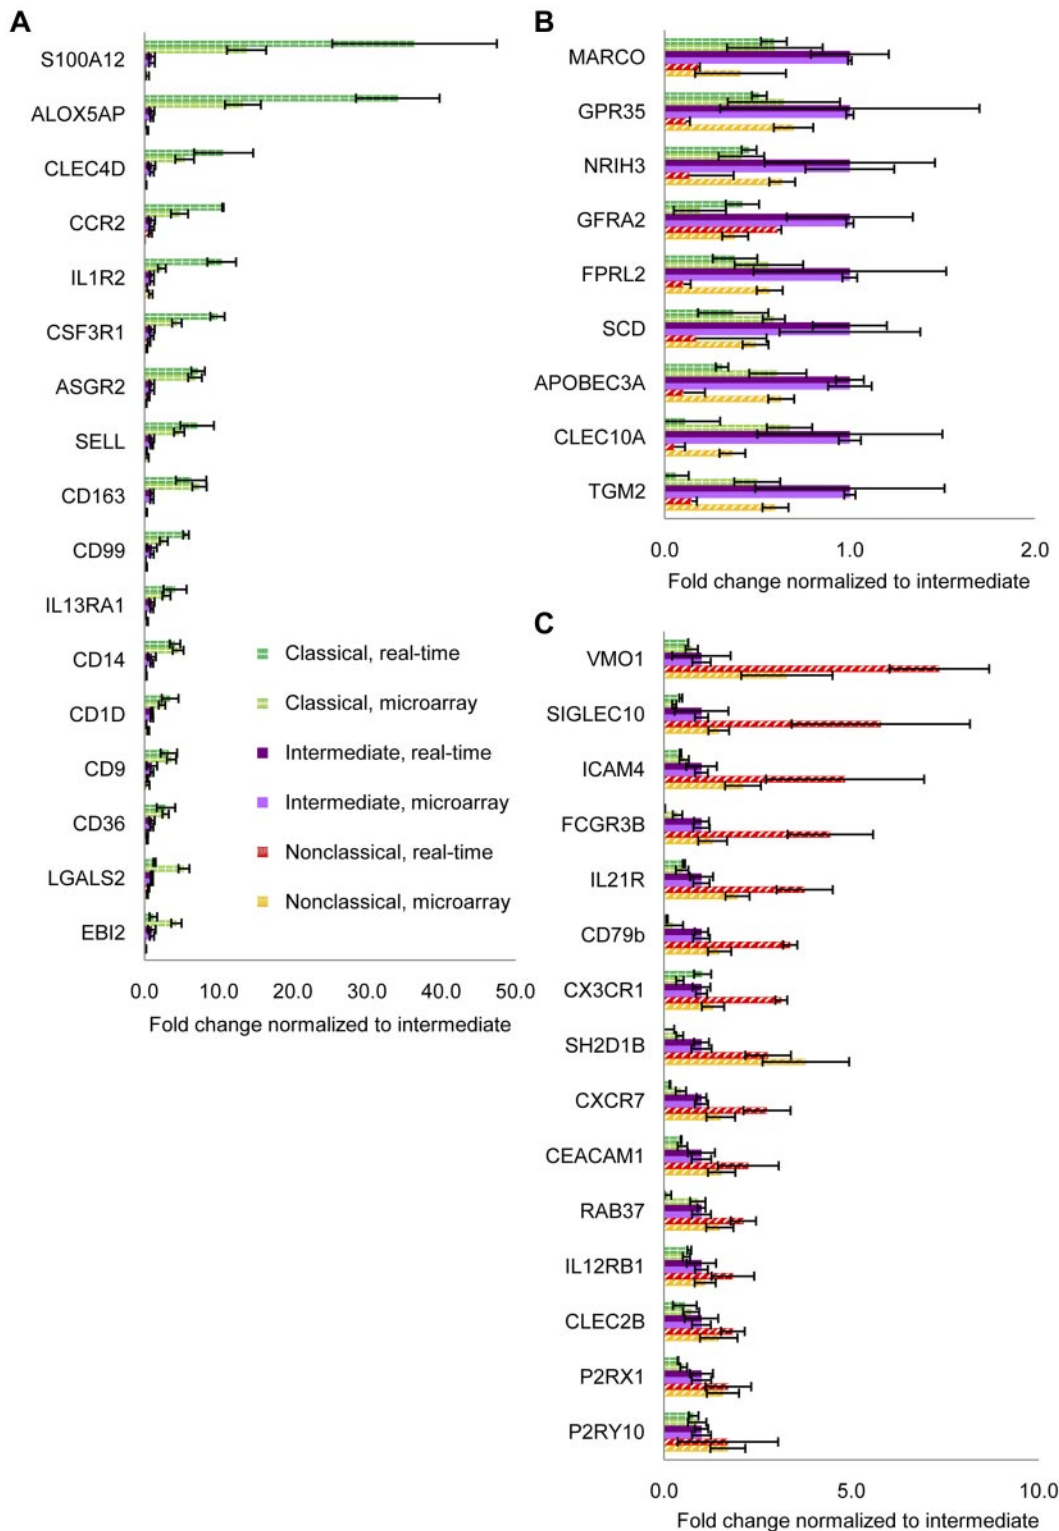 A
S100A12
ALOX5AP
CLEC4D
CCR2
IL1R2
CSF3R1
ASGR2
SELL
CD163
CD99
IL13RA1
CD14
CD1D
CD9
CD36
LGALS2
EBI2
0.0 10.0 20.0 30.0 40.0 50.0
Fold change normalized to intermediate
Classical, real-time
Classical, microarray
Intermediate, real-time
Intermediate, microarray
Nonclassical, real-time
Nonclassical, microarray
B
MARCO
GPR35
NRIH3
GFRA2
FPRL2
SCD
APOBEC3A
CLEC10A
TGM2
0.0 1.0 2.0
Fold change normalized to intermediate
C
VMO1
SIGLEC10
ICAM4
FCGR3B
IL21R
CD79b
CX3CR1
SH2D1B
CXCR7
CEACAM1
RAB37
IL12RB1
CLEC2B
P2RX1
P2RY10
0.0 5.0 10.0
Fold change normalized to intermediate